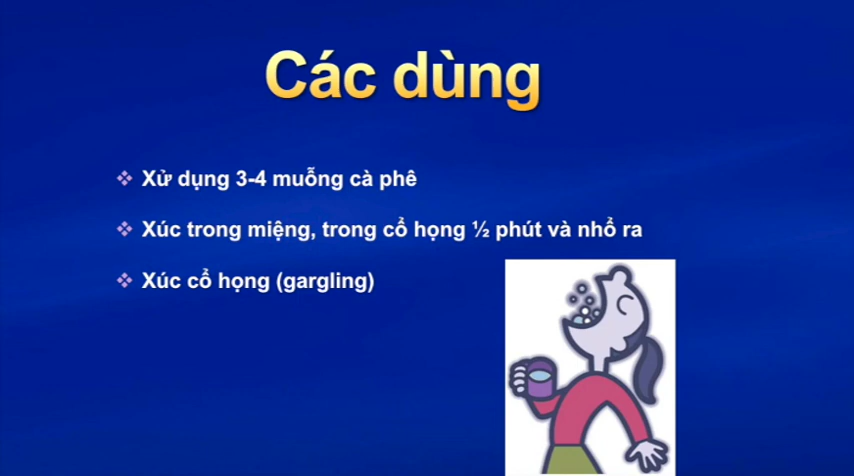 Các dùng
❖ Xử dụng 3-4 muỗng cà phê
❖ Xúc trong miệng, trong cổ họng ½ phút và nhổ ra
❖ Xúc cổ họng (gargling)